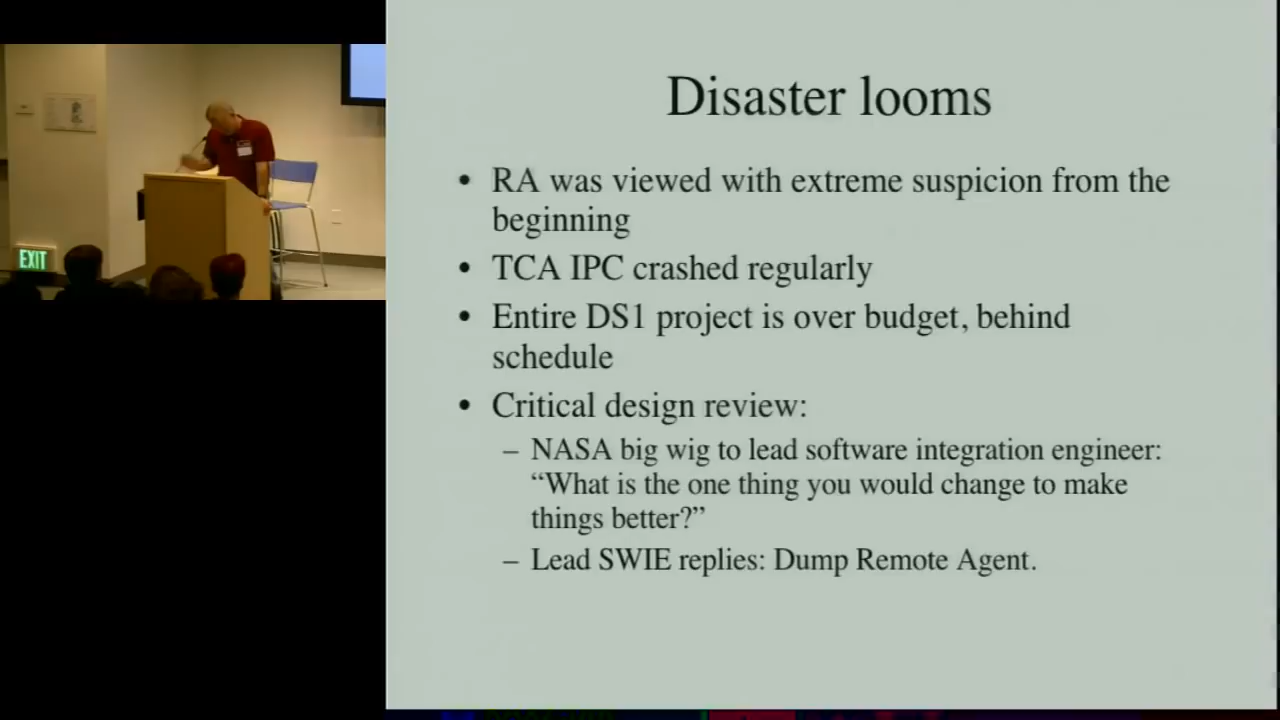 Disaster looms
• RA was viewed with extreme suspicion from the
beginning
• TCA IPC crashed regularly
• Entire DS1 project is over budget, behind
schedule
• Critical design review:
– NASA big wig to lead software integration engineer:
“What is the one thing you would change to make
things better?”
– Lead SWIE replies: Dump Remote Agent.
EXIT